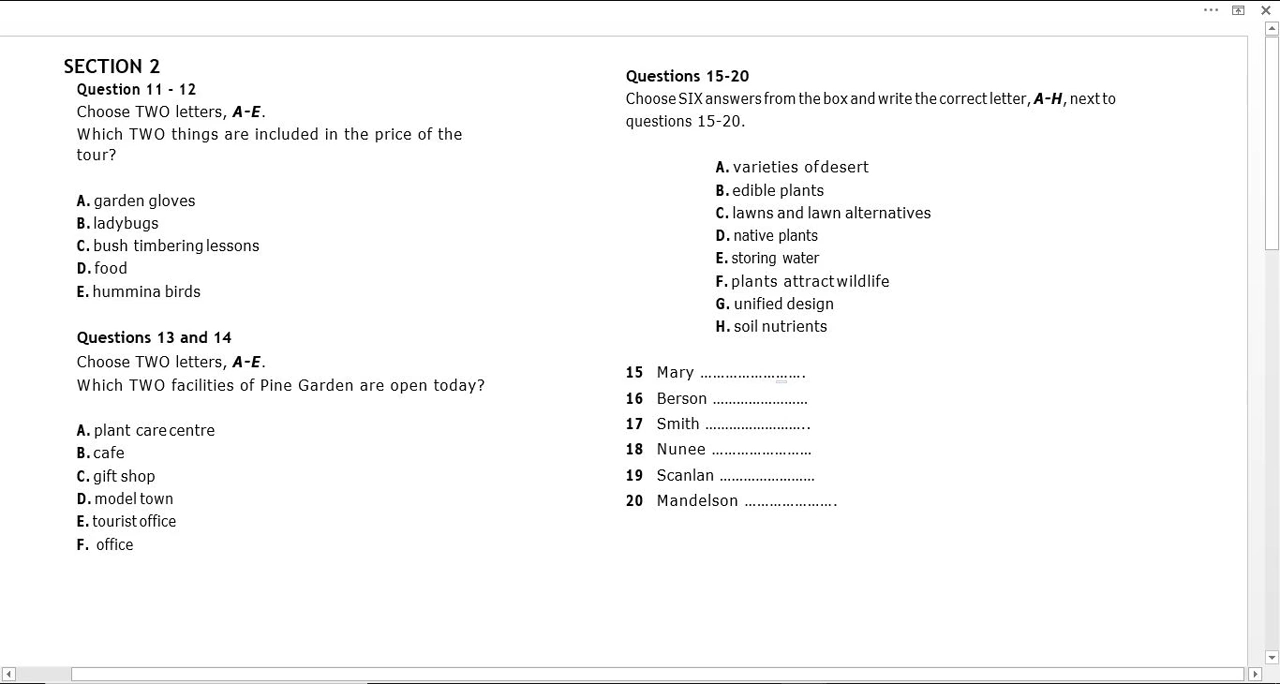 SECTION 2
Question 11 - 12
Choose TWO letters, A-E.
Which TWO things are included in the price of the
tour?
A. garden gloves
B. ladybugs
C. bush timbering lessons
D. food
E. hummina birds
Questions 13 and 14
Choose TWO letters, A-E.
Which TWO facilities of Pine Garden are open today?
A. plant care centre
B. cafe
C. gift shop
D. model town
E. tourist office
F. office
Questions 15-20
Choose SIX answers from the box and write the correct letter, A-H, next to
questions 15-20.
A. varieties of desert
B. edible plants
C. lawns and lawn alternatives
D. native plants
E. storing water
F. plants attract wildlife
G. unified design
H. soil nutrients
15 Mary ……………………..
16 Berson ……………………
17 Smith ……………………..
18 Nunee …………………….
19 Scanlan ……………………
20 Mandelson …………………..